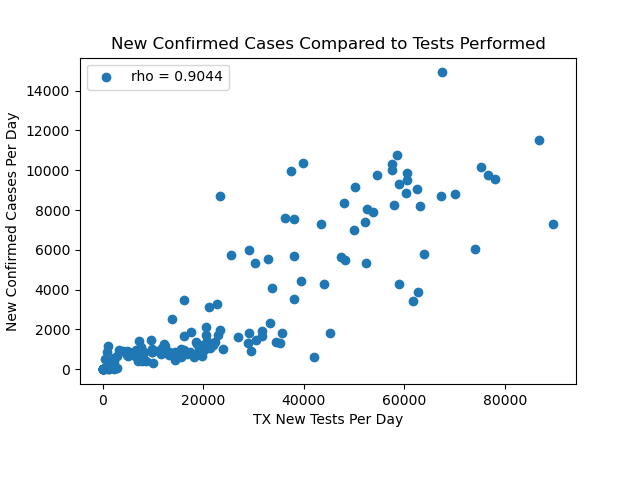 New Confirmed Cases Compared to Tests Performed
rho = 0.9044
14000
12000
10000
8000
6000
4000
2000
0
New Confirmed Caeses Per Day
0 20000 40000 60000 80000
TX New Tests Per Day